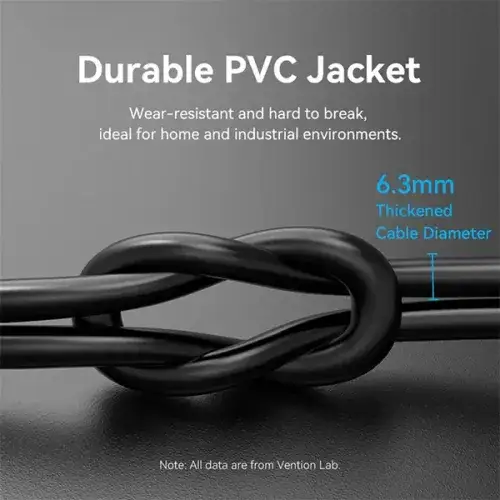 Durable PVC Jacket
Wear-resistant and hard to break,
ideal for home and industrial environments.
6.3mm
Thickened
Cable Diameter
Note: All data are from Vention Lab.